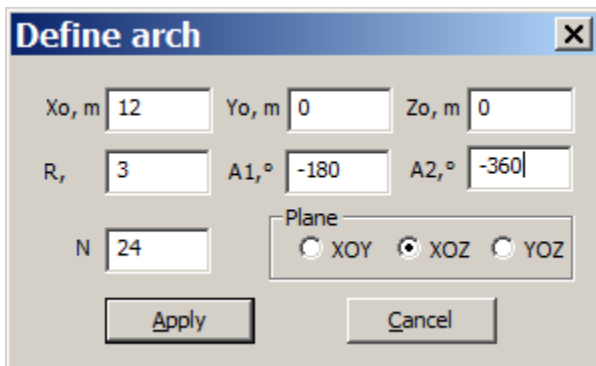 Define arch
Xo, m 12 Yo, m 0 Zo, m 0
R, 3 A1,° -180 A2,° -360
Plane
N 24 XOY XOZ YOZ
Apply Cancel